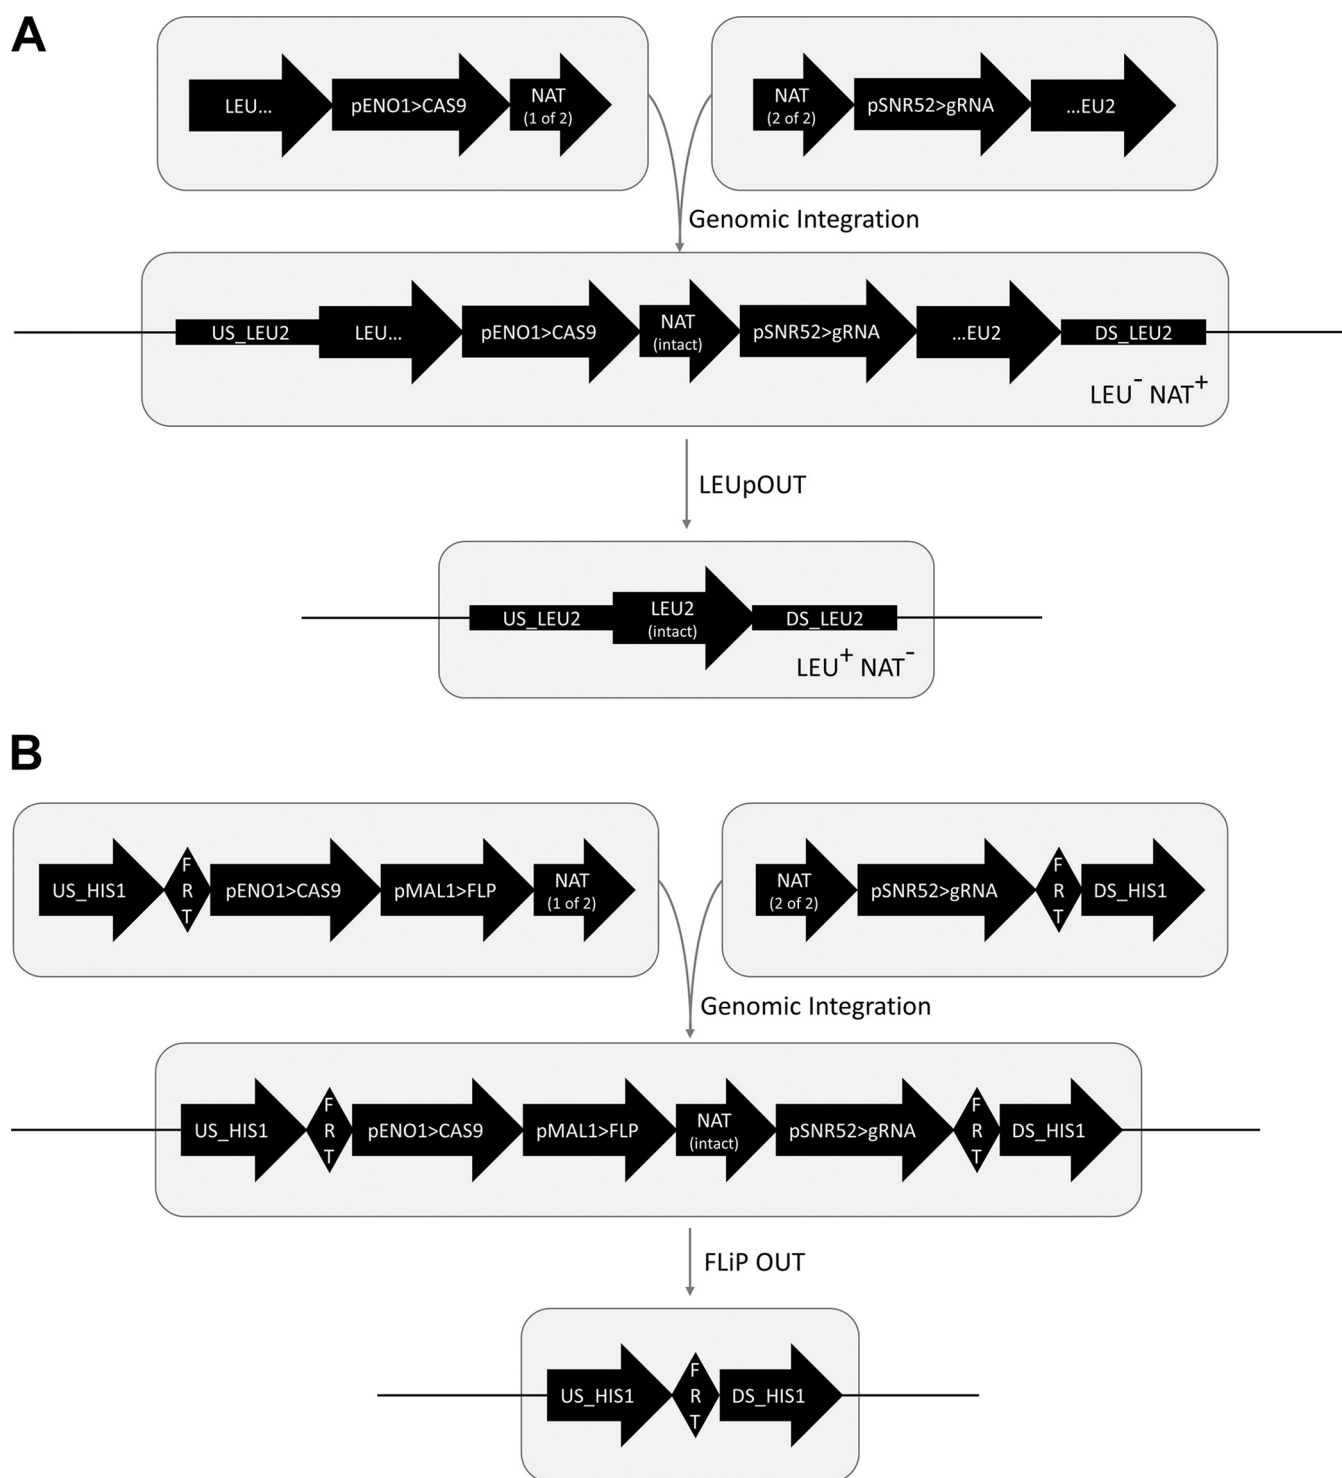 A
LEU... pENO1>CAS9 NAT (1 of 2)
NAT (2 of 2) pSNR52>gRNA ...EU2
Genomic Integration
US_LEU2 LEU... pENO1>CAS9 NAT (intact) pSNR52>gRNA ...EU2 DS_LEU2
LEU⁻ NAT⁺
LEUpOUT
US_LEU2 LEU2 (intact) DS_LEU2
LEU⁺ NAT⁻
B
US_HIS1 FRT pENO1>CAS9 pMAL1>FLP NAT (1 of 2)
NAT (2 of 2) pSNR52>gRNA FRT DS_HIS1
Genomic Integration
US_HIS1 FRT pENO1>CAS9 pMAL1>FLP NAT (intact) pSNR52>gRNA FRT DS_HIS1
FLiP OUT
US_HIS1 FRT DS_HIS1